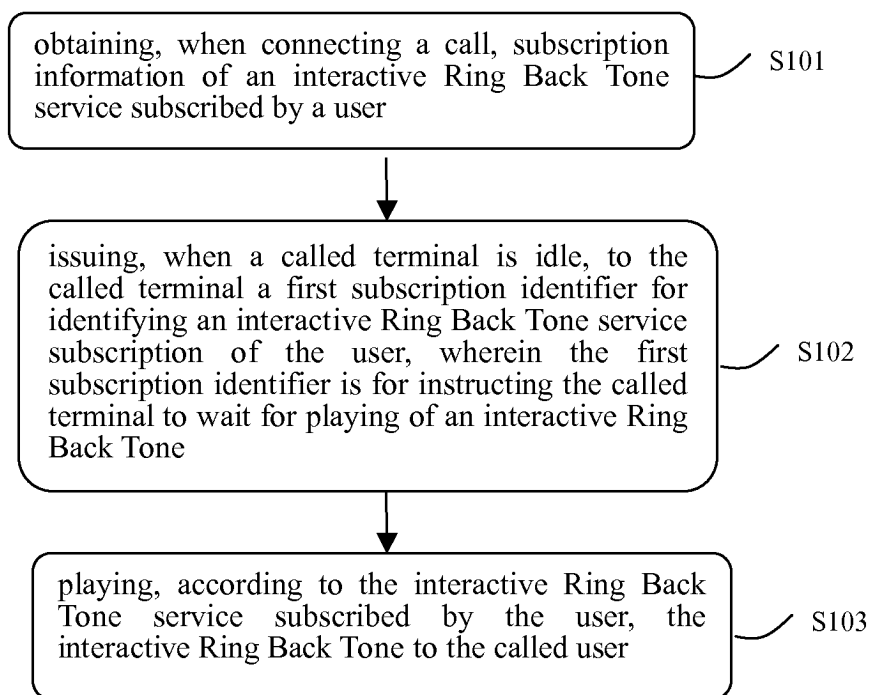 obtaining, when connecting a call, subscription
information of an interactive Ring Back Tone
service subscribed by a user
S101
issuing, when a called terminal is idle, to the
called terminal a first subscription identifier for
identifying an interactive Ring Back Tone service
subscription of the user, wherein the first
subscription identifier is for instructing the called
terminal to wait for playing of an interactive Ring
Back Tone
S102
playing, according to the interactive Ring Back
Tone service subscribed by the user, the
interactive Ring Back Tone to the called user
S103